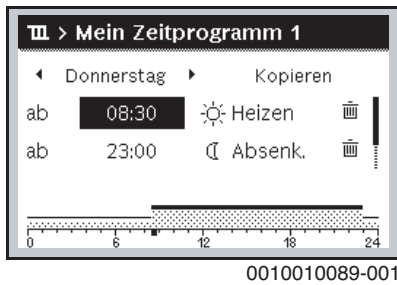 > Mein Zeitprogramm 1
Donnerstag Kopieren
ab 08:30 Heizen
ab 23:00 Absenk.
0 6 12 18 24
0010010089-001